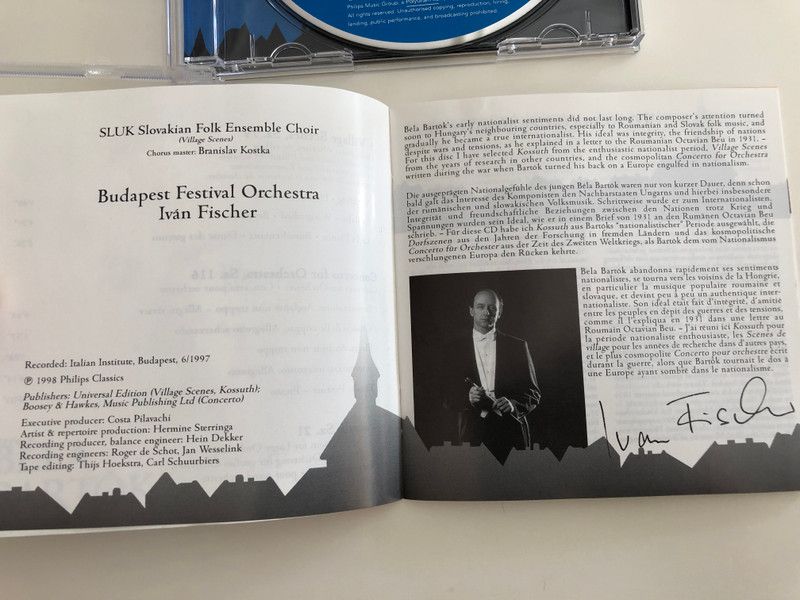 Philips Music Group, a
All rights reserved. Unauthorised copying, reproduction, hiring,
lending, public performance, and broadcasting prohibited.
SLUK Slovakian Folk Ensemble Choir
(Village Scenes)
Chorus master: Branislav Kostka
Budapest Festival Orchestra
Iván Fischer
Recorded: Italian Institute, Budapest, 6/1997
℗ 1998 Philips Classics
Publishers: Universal Edition (Village Scenes, Kossuth);
Boosey & Hawkes, Music Publishing Ltd (Concerto)
Executive producer: Costa Pilavachi
Artist & repertoire production: Hermine Sterringa
Recording producer, balance engineer: Hein Dekker
Recording engineers: Roger de Schot, Jan Wesselink
Tape editing: Thijs Hoekstra, Carl Schuurbiers
Béla Bartók's early nationalist sentiments did not last long. The composer's attention turned
soon to Hungary's neighbouring countries, especially to Roumanian and Slovak folk music, and
gradually he became a true internationalist. His ideal was integrity, the friendship of nations
despite wars and tensions, as he explained in a letter to the Roumanian Octavian Beu in 1931. –
For this disc I have selected Kossuth from the enthusiastic nationalist period, Village Scenes
from the years of research in other countries, and the cosmopolitan Concerto for Orchestra
written during the war when Bartók turned his back on a Europe engulfed in nationalism.
Die ausgeprägten Nationalgefühle des jungen Béla Bartók waren nur von kurzer Dauer, denn schon
bald galt das Interesse des Komponisten den Nachbarstaaten Ungarns und hierbei insbesondere
der rumänischen und slowakischen Volksmusik. Schrittweise wurde er zum Internationalisten.
Integrität und freundschaftliche Beziehungen zwischen den Nationen trotz Krieg und
Spannungen wurden sein Ideal, wie er in einem Brief von 1931 an den Rumänen Octavian Beu
schrieb. – Für diese CD habe ich Kossuth aus Bartóks "nationalistischer" Periode ausgewählt, die
Dorfszenen aus den Jahren der Forschung in fremden Ländern und das kosmopolitische
Concerto für Orchester aus der Zeit des Zweiten Weltkriegs, als Bartók dem vom Nationalismus
verschlungenen Europa den Rücken kehrte.
Béla Bartók abandonna rapidement ses sentiments
nationalistes, se tourna vers les voisins de la Hongrie,
en particulier la musique populaire roumaine et
slovaque, et devint peu à peu un authentique inter-
nationaliste. Son idéal était fait d'intégrité, d'amitié
entre les peuples en dépit des guerres et des tensions,
comme il l'expliqua en 1931 dans une lettre au
Roumain Octavian Beu. – J'ai réuni ici Kossuth pour
la période nationaliste enthousiaste, les Scènes de
village pour les années de recherche dans d'autres pays,
et le plus cosmopolite Concerto pour orchestre écrit
durant la guerre, alors que Bartók tournait le dos à
une Europe ayant sombré dans le nationalisme.
Ivan Fischer